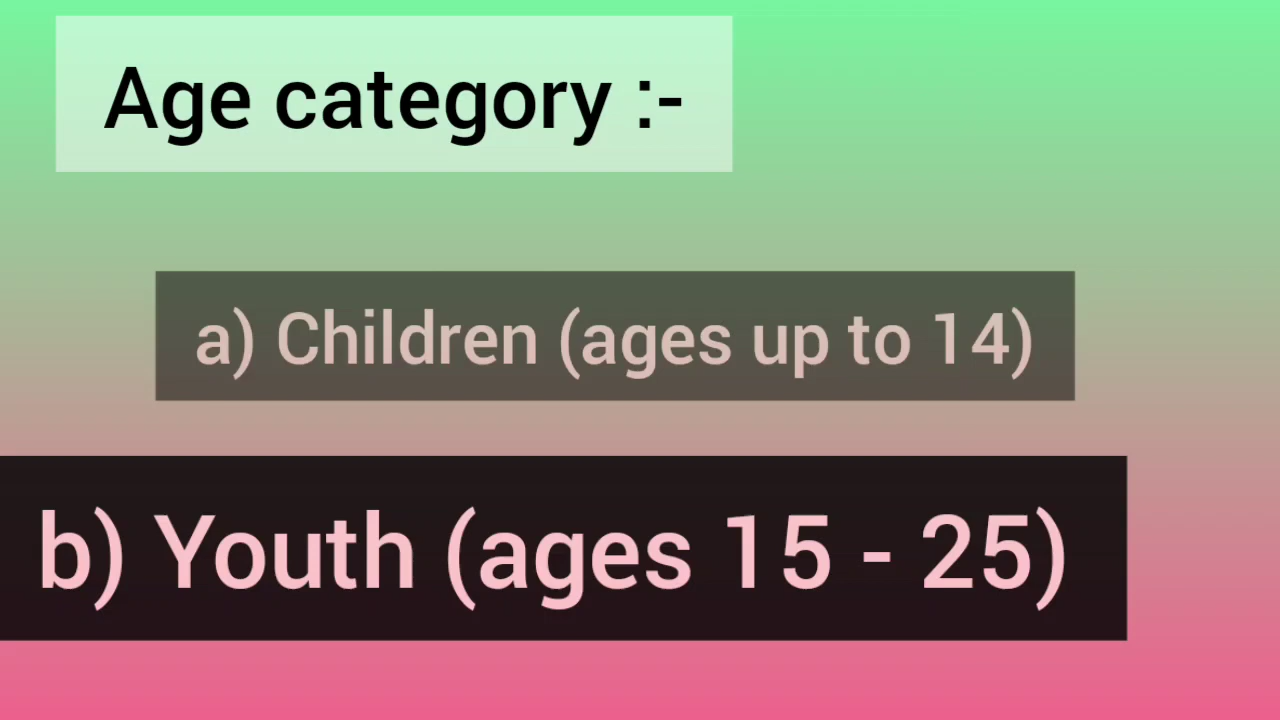 Age category :-
a) Children (ages up to 14)
b) Youth (ages 15 - 25)